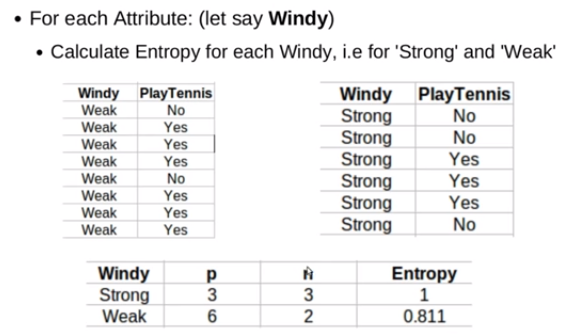 • For each Attribute: (let say Windy)
• Calculate Entropy for each Windy, i.e for 'Strong' and 'Weak'
Windy PlayTennis
Weak No
Weak Yes
Weak Yes
Weak Yes
Weak No
Weak Yes
Weak Yes
Weak Yes
Windy PlayTennis
Strong No
Strong No
Strong Yes
Strong Yes
Strong Yes
Strong No
Windy p n Entropy
Strong 3 3 1
Weak 6 2 0.811